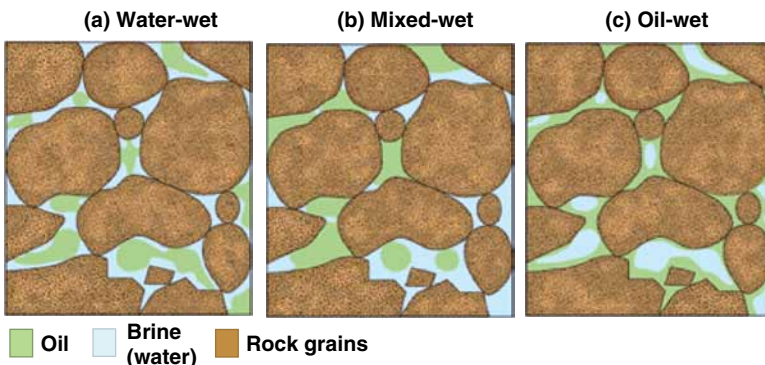 (a) Water-wet
(b) Mixed-wet
(c) Oil-wet
Oil
Brine
(water)
Rock grains